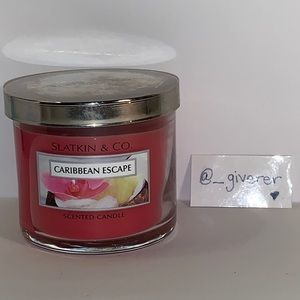 SLATKIN & CO.
CARIBBEAN ESCAPE
SCENTED CANDLE
@_giverer